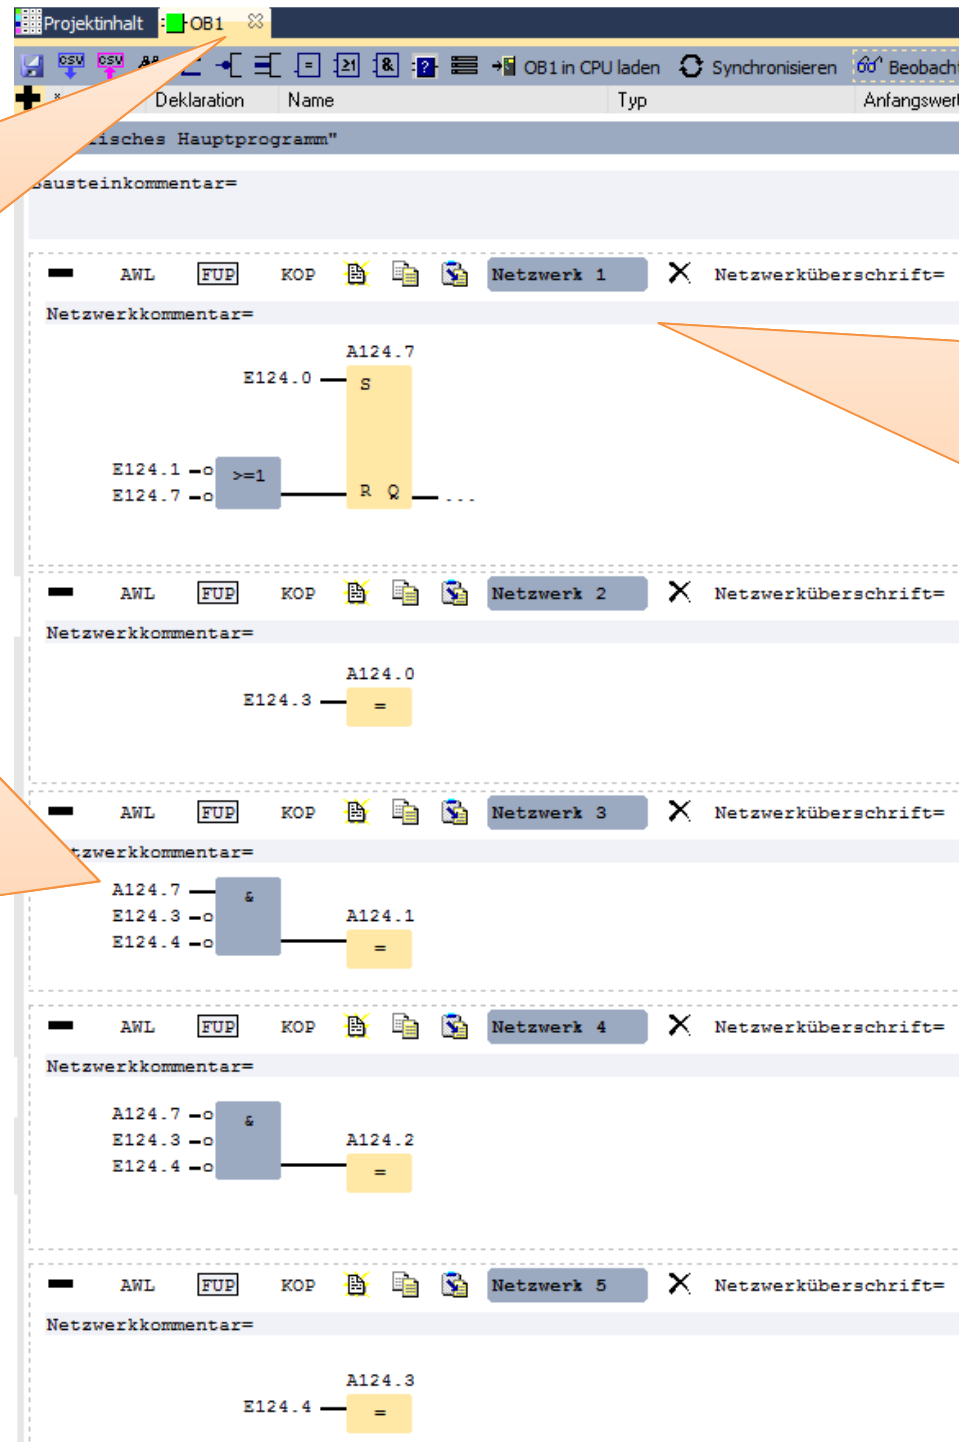 Projektinhalt OB1
csv csv = ≥1 & ? OB1 in CPU laden Synchronisieren Beobacht
Deklaration Name Typ Anfangswert
isches Hauptprogramm"
Bausteinkommentar=
AWL FUP KOP Netzwerk 1 Netzwerküberschrift=
Netzwerkkommentar=
A124.7
E124.0 S
E124.1 >=1
E124.7 R Q ...
AWL FUP KOP Netzwerk 2 Netzwerküberschrift=
Netzwerkkommentar=
A124.0
E124.3 =
AWL FUP KOP Netzwerk 3 Netzwerküberschrift=
tzwerkkommentar=
A124.7 &
E124.3 A124.1
E124.4 =
AWL FUP KOP Netzwerk 4 Netzwerküberschrift=
Netzwerkkommentar=
A124.7 &
E124.3 A124.2
E124.4 =
AWL FUP KOP Netzwerk 5 Netzwerküberschrift=
Netzwerkkommentar=
A124.3
E124.4 =